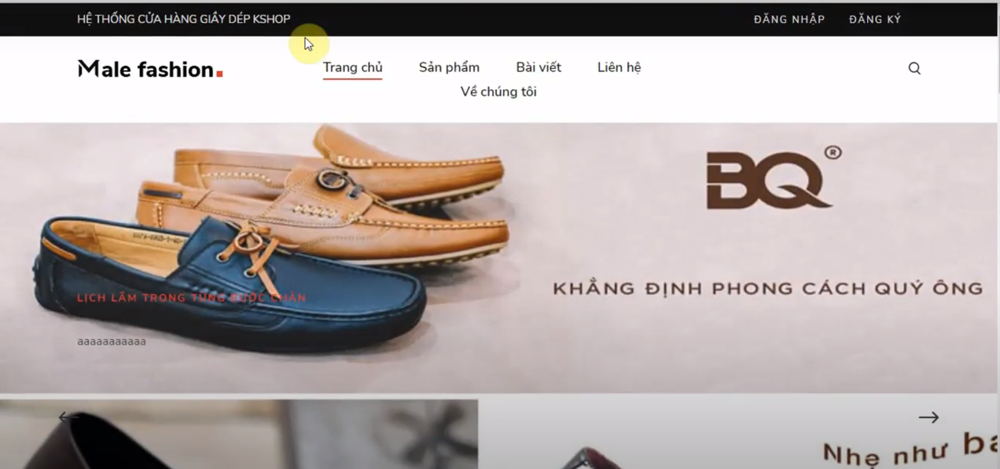 HỆ THỐNG CỬA HÀNG GIẦY DÉP KSHOP
ĐĂNG NHẬP ĐĂNG KÝ
Male fashion.
Trang chủ Sản phẩm Bài viết Liên hệ
Về chúng tôi
BQ®
KHẲNG ĐỊNH PHONG CÁCH QUÝ ÔNG
LỊCH LÃM TRONG TỪNG BƯỚC CHÂN
aaaaaaaaaaa
Nhẹ như